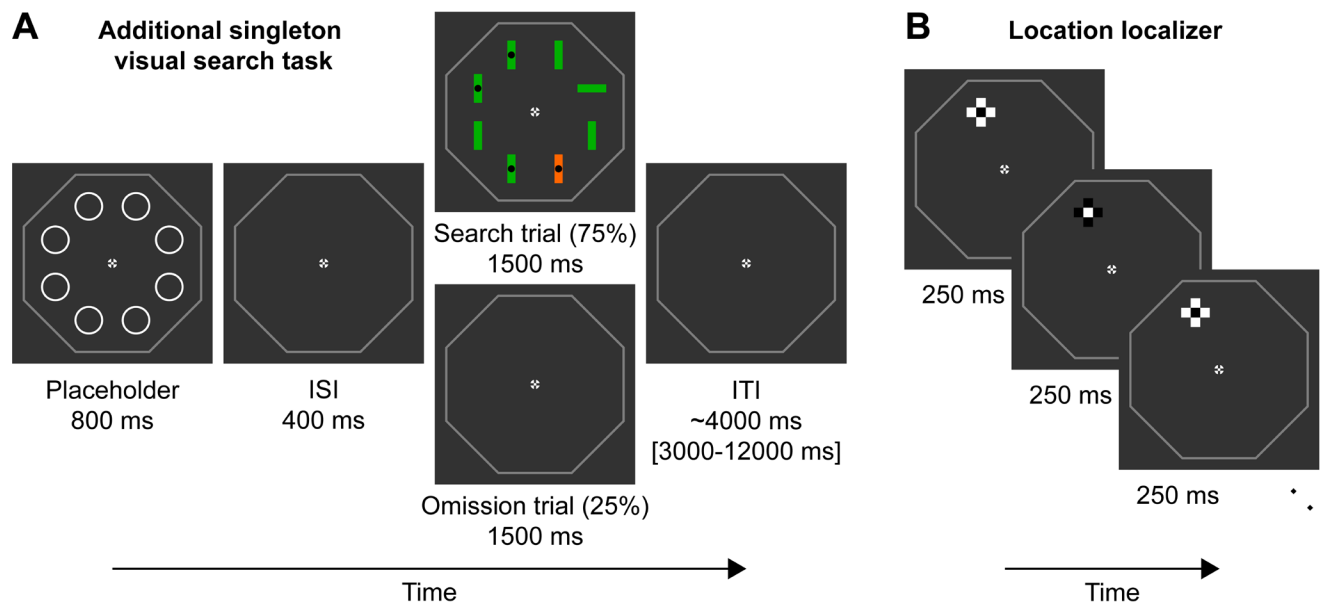 A
Additional singleton
visual search task
Placeholder
800 ms
ISI
400 ms
Search trial (75%)
1500 ms
Omission trial (25%)
1500 ms
ITI
~4000 ms
[3000-12000 ms]
Time
B
Location localizer
250 ms
250 ms
250 ms
Time